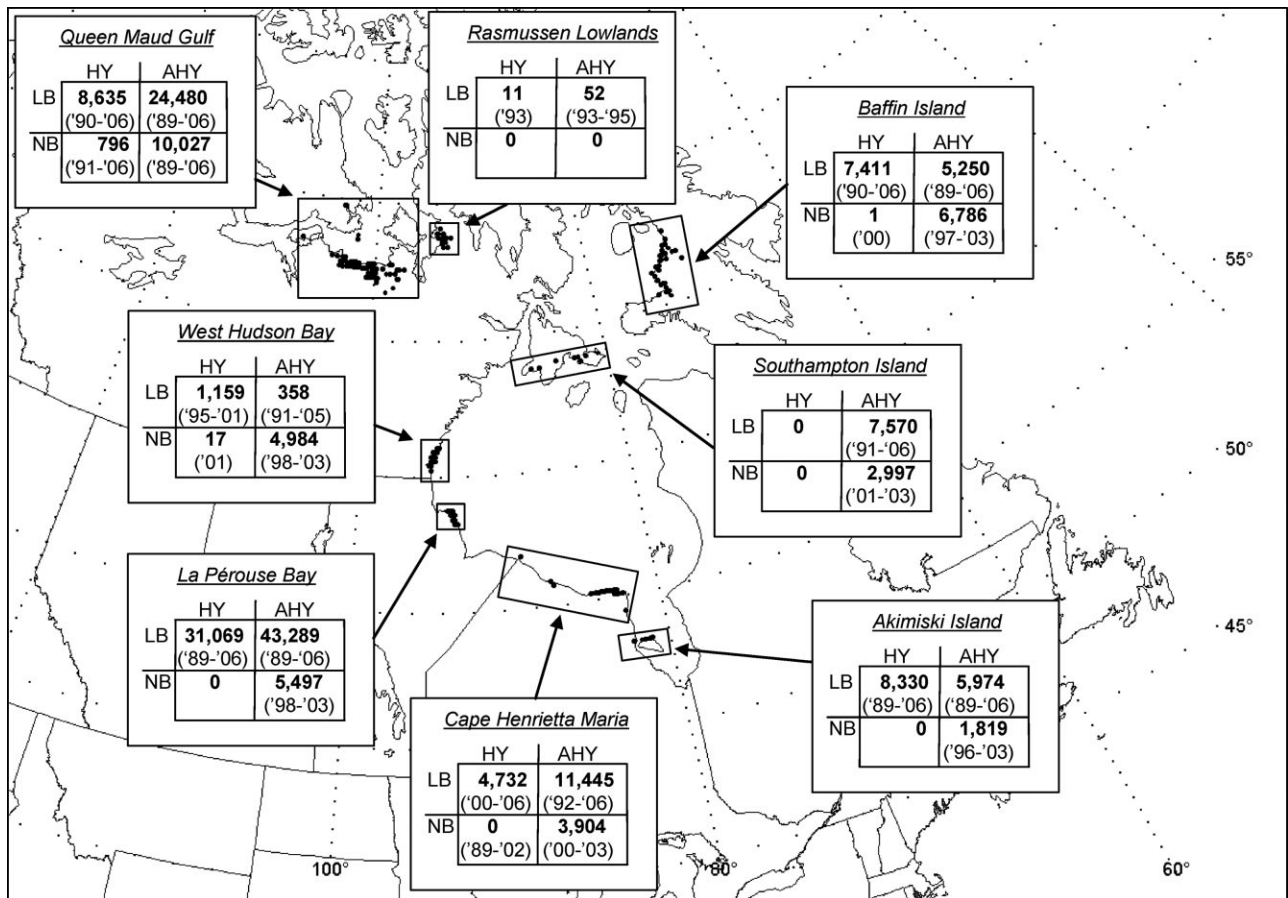 Queen Maud Gulf
HY AHY
LB 8,635 24,480
('90-'06) ('89-'06)
NB 796 10,027
('91-'06) ('89-'06)
Rasmussen Lowlands
HY AHY
LB 11 52
('93) ('93-'95)
NB 0 0
Baffin Island
HY AHY
LB 7,411 5,250
('90-'06) ('89-'06)
NB 1 6,786
('00) ('97-'03)
55°
West Hudson Bay
HY AHY
LB 1,159 358
('95-'01) ('91-'05)
NB 17 4,984
('01) ('98-'03)
Southampton Island
HY AHY
LB 0 7,570
('91-'06)
NB 0 2,997
('01-'03)
50°
La Pérouse Bay
HY AHY
LB 31,069 43,289
('89-'06) ('89-'06)
NB 0 5,497
('98-'03)
Cape Henrietta Maria
HY AHY
LB 4,732 11,445
('00-'06) ('92-'06)
NB 0 3,904
('89-'02) ('00-'03)
Akimiski Island
HY AHY
LB 8,330 5,974
('89-'06) ('89-'06)
NB 0 1,819
('96-'03)
45°
100° 80° 60°